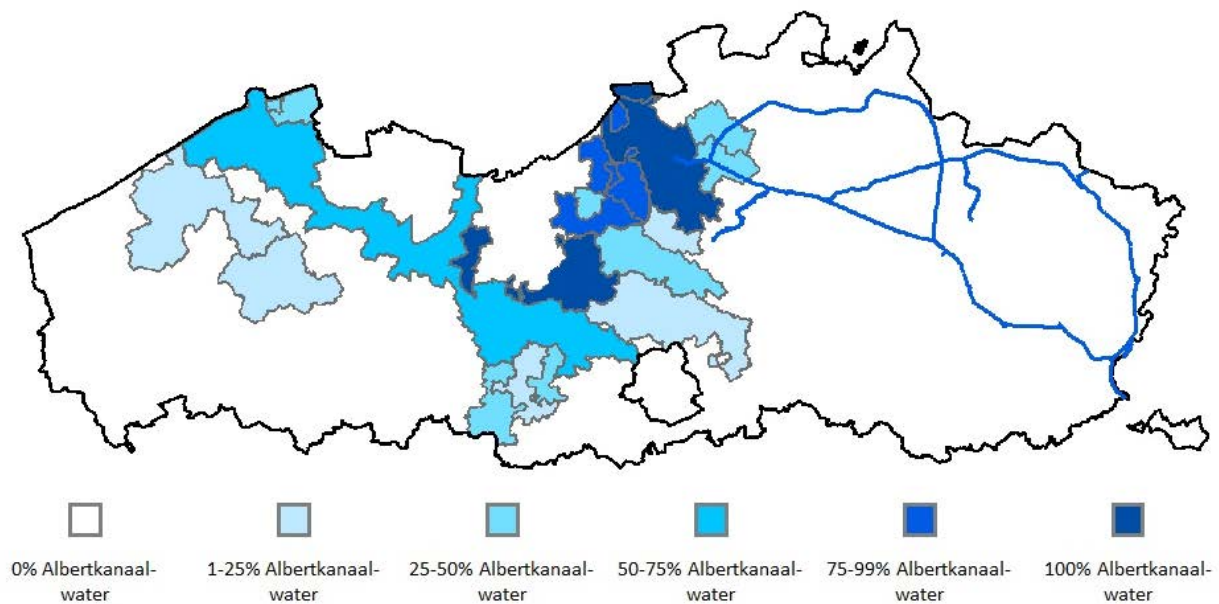 0% Albertkanaal-
water
1-25% Albertkanaal-
water
25-50% Albertkanaal-
water
50-75% Albertkanaal-
water
75-99% Albertkanaal-
water
100% Albertkanaal-
water